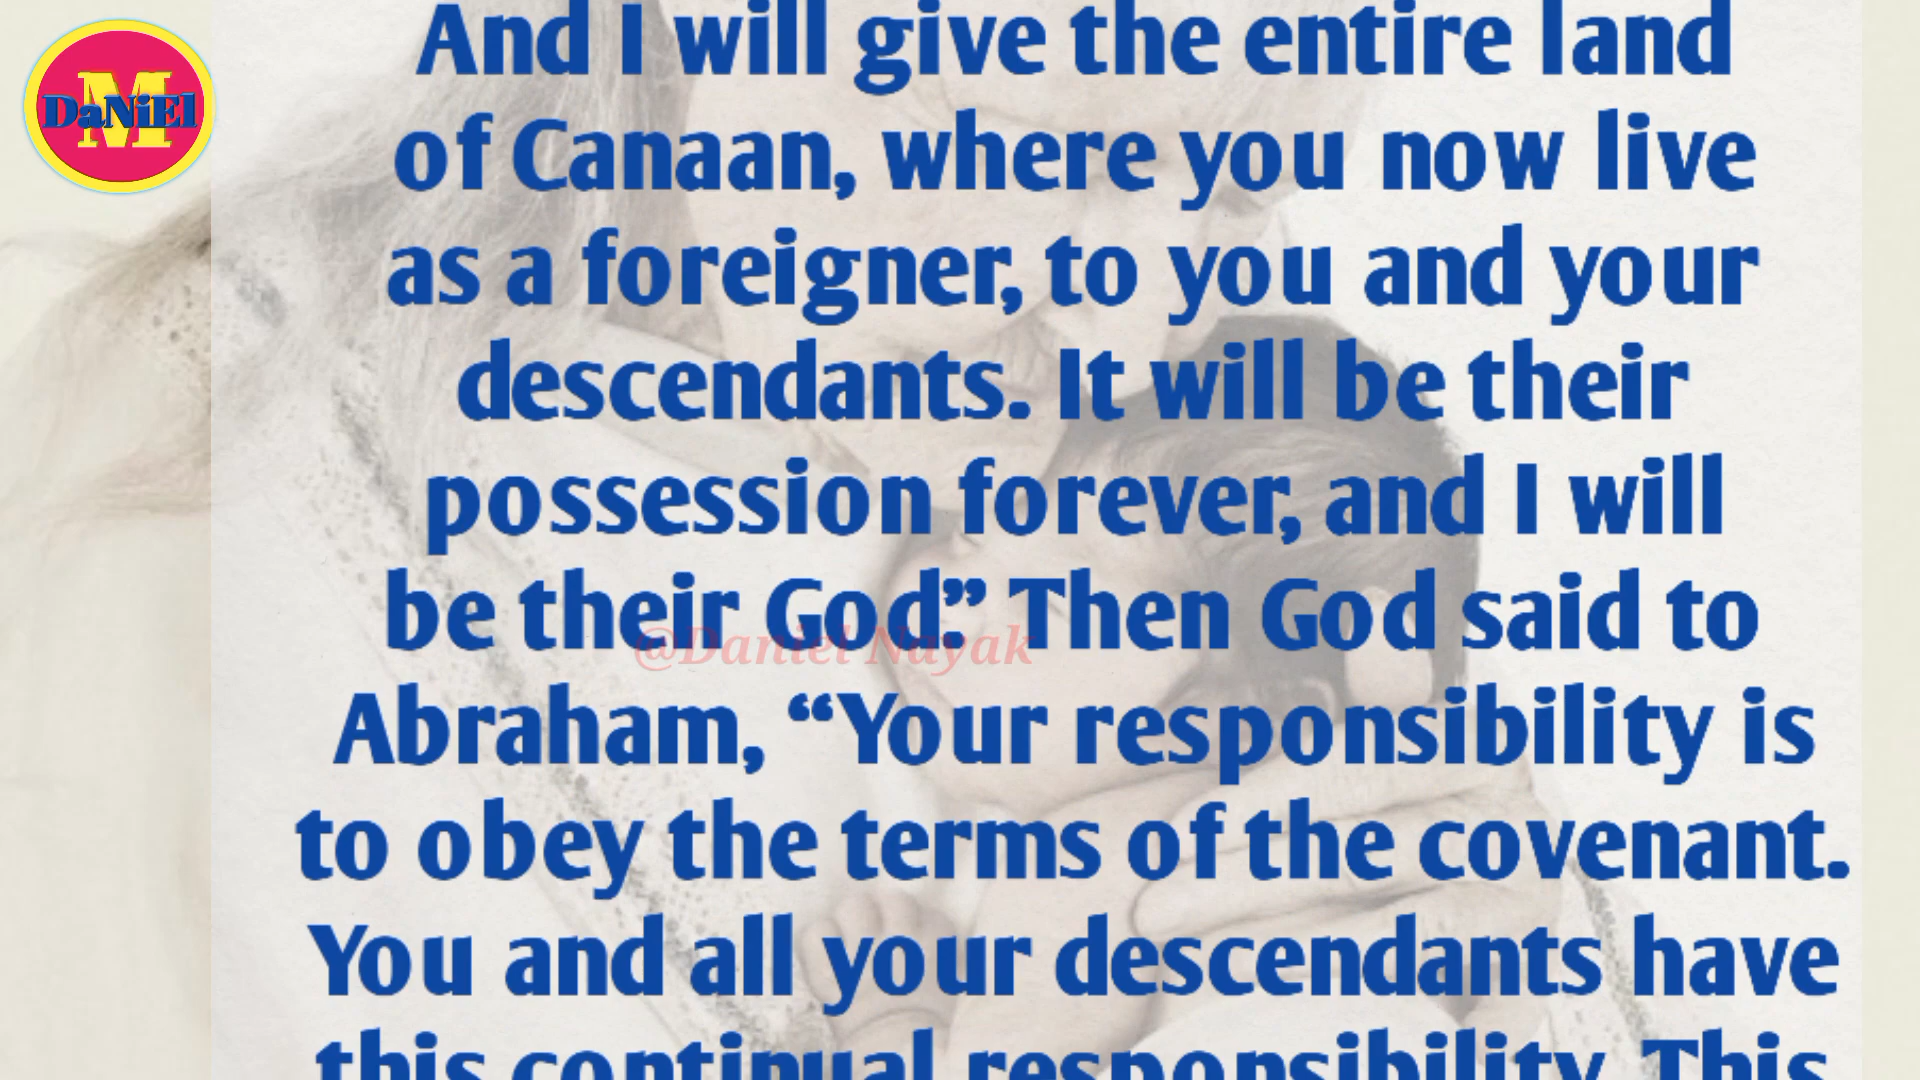 M
DaNiEl
And I will give the entire land
of Canaan, where you now live
as a foreigner, to you and your
descendants. It will be their
possession forever, and I will
be their God.” Then God said to
@Daniel Nayak
Abraham, “Your responsibility is
to obey the terms of the covenant.
You and all your descendants have
this continual responsibility. This